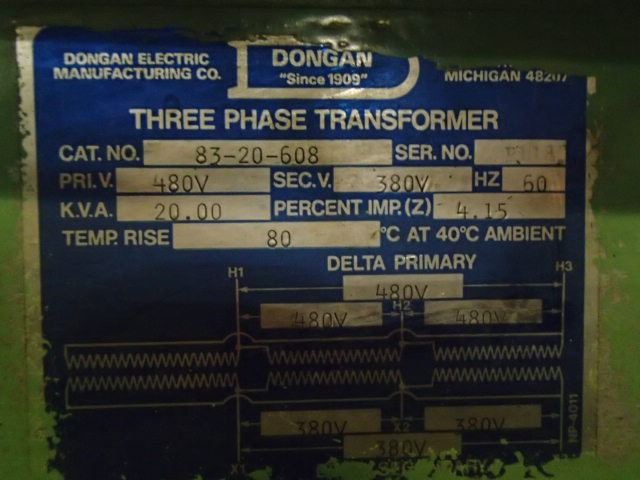 DONGAN ELECTRIC
MANUFACTURING CO.
DONGAN
"Since 1909"
MICHIGAN 48207
THREE PHASE TRANSFORMER
CAT. NO. 83-20-608 SER. NO.
PRI. V. 480V SEC. V. 380V HZ 60
K.V.A. 20.00 PERCENT IMP. (Z) 4.15
TEMP. RISE 80 °C AT 40°C AMBIENT
DELTA PRIMARY
H1 H3
480V
H2
480V 480V
380V X2 380V
380V
X1
NP-4011